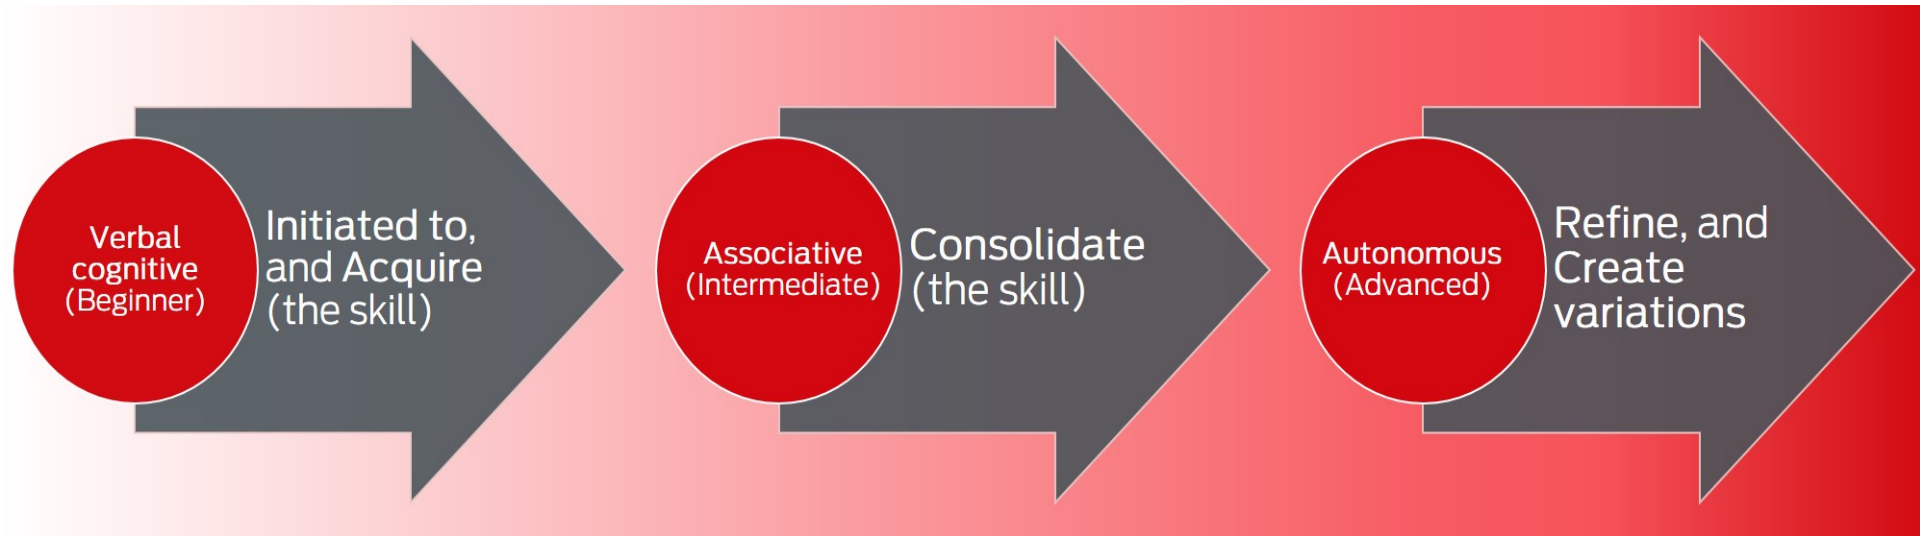 Verbal
cognitive
(Beginner)
Initiated to,
and Acquire
(the skill)
Associative
(Intermediate)
Consolidate
(the skill)
Autonomous
(Advanced)
Refine, and
Create
variations